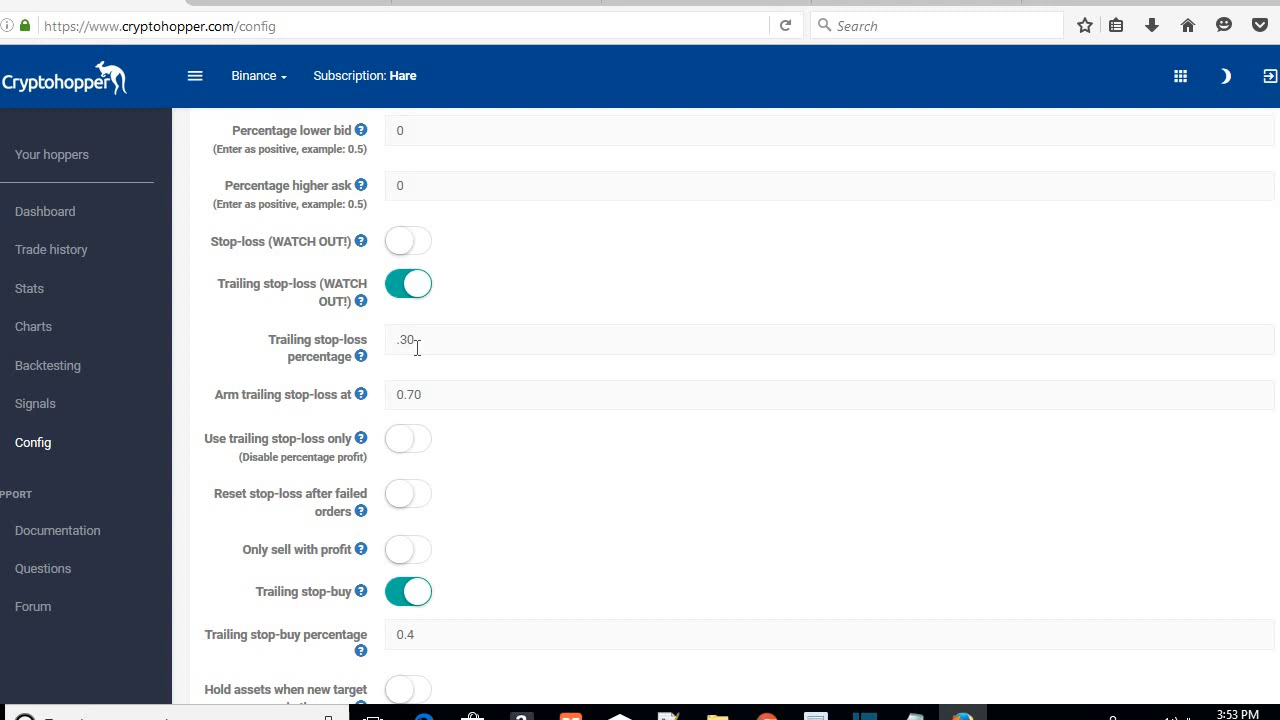 https://www.cryptohopper.com/config
Search
Cryptohopper
Binance
Subscription: Hare
Your hoppers
Dashboard
Trade history
Stats
Charts
Backtesting
Signals
Config
PPORT
Documentation
Questions
Forum
Percentage lower bid ?
(Enter as positive, example: 0.5)
0
Percentage higher ask ?
(Enter as positive, example: 0.5)
0
Stop-loss (WATCH OUT!) ?
Trailing stop-loss (WATCH
OUT!) ?
Trailing stop-loss
percentage ?
.30
Arm trailing stop-loss at ?
0.70
Use trailing stop-loss only ?
(Disable percentage profit)
Reset stop-loss after failed
orders ?
Only sell with profit ?
Trailing stop-buy ?
Trailing stop-buy percentage
?
0.4
Hold assets when new target
3:53 PM